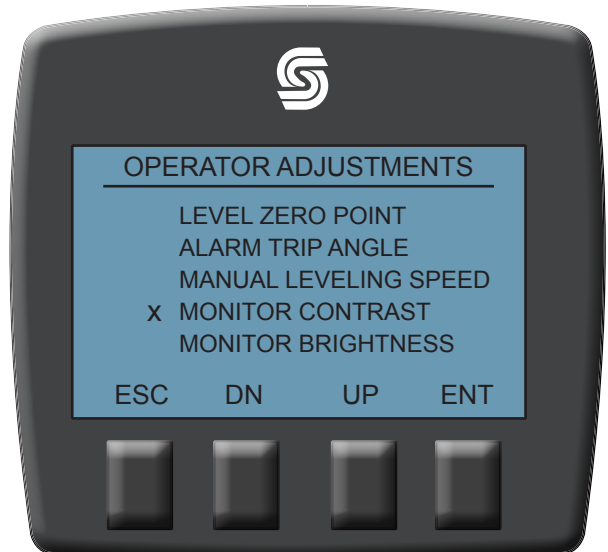 OPERATOR ADJUSTMENTS
LEVEL ZERO POINT
ALARM TRIP ANGLE
MANUAL LEVELING SPEED
x MONITOR CONTRAST
MONITOR BRIGHTNESS
ESC DN UP ENT